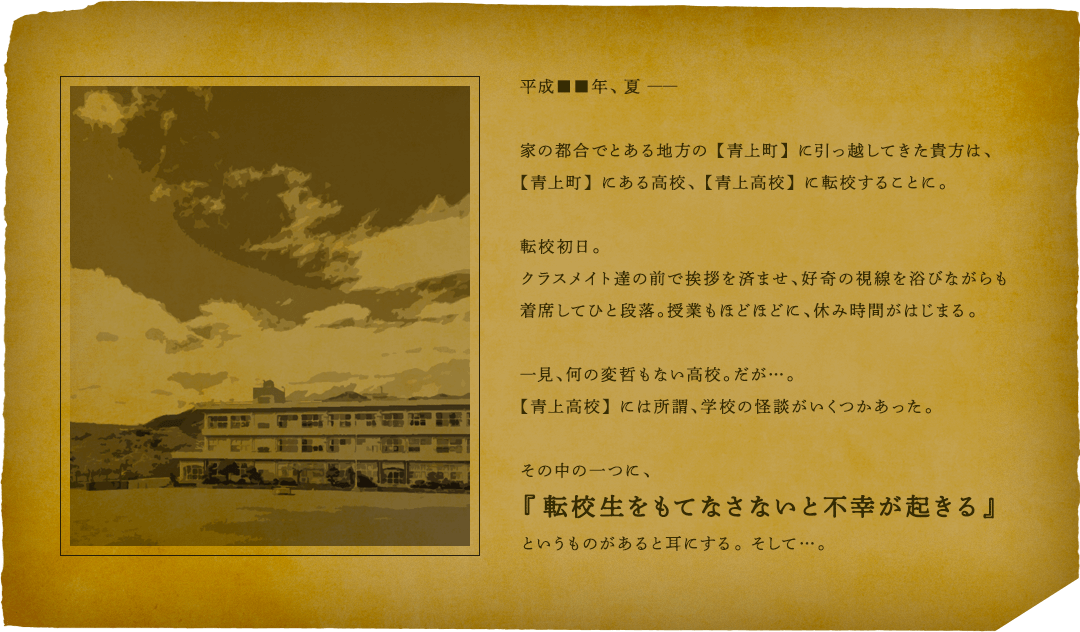 平成■■年、夏 ――
家の都合でとある地方の【青上町】に引っ越してきた貴方は、
【青上町】にある高校、【青上高校】に転校することに。
転校初日。
クラスメイト達の前で挨拶を済ませ、好奇の視線を浴びながらも
着席してひと段落。授業もほどほどに、休み時間がはじまる。
一見、何の変哲もない高校。だが…。
【青上高校】には所謂、学校の怪談がいくつかあった。
その中の一つに、
『転校生をもてなさないと不幸が起きる』
というものがあると耳にする。そして…。